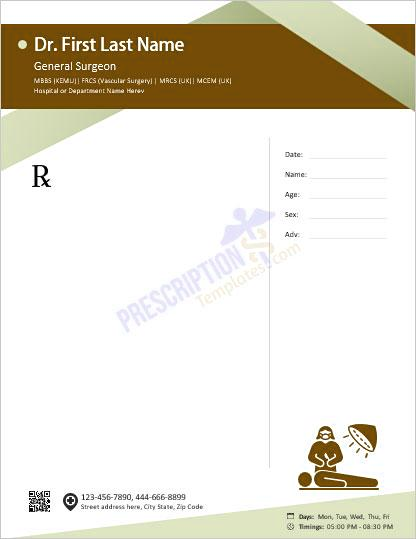 Dr. First Last Name
General Surgeon
MBBS (KEMU)| FRCS (Vascular Surgery) | MRCS (UK)| MCEM (UK)
Hospital or Department Name Herev
Rx
Date:
Name:
Age:
Sex:
Adv:
PRESCRIPTION
Templates.com
123-456-7890, 444-666-8899
Street address here, City State, Zip Code
Days: Mon, Tue, Wed, Thu, Fri
Timings: 05:00 PM - 08:30 PM